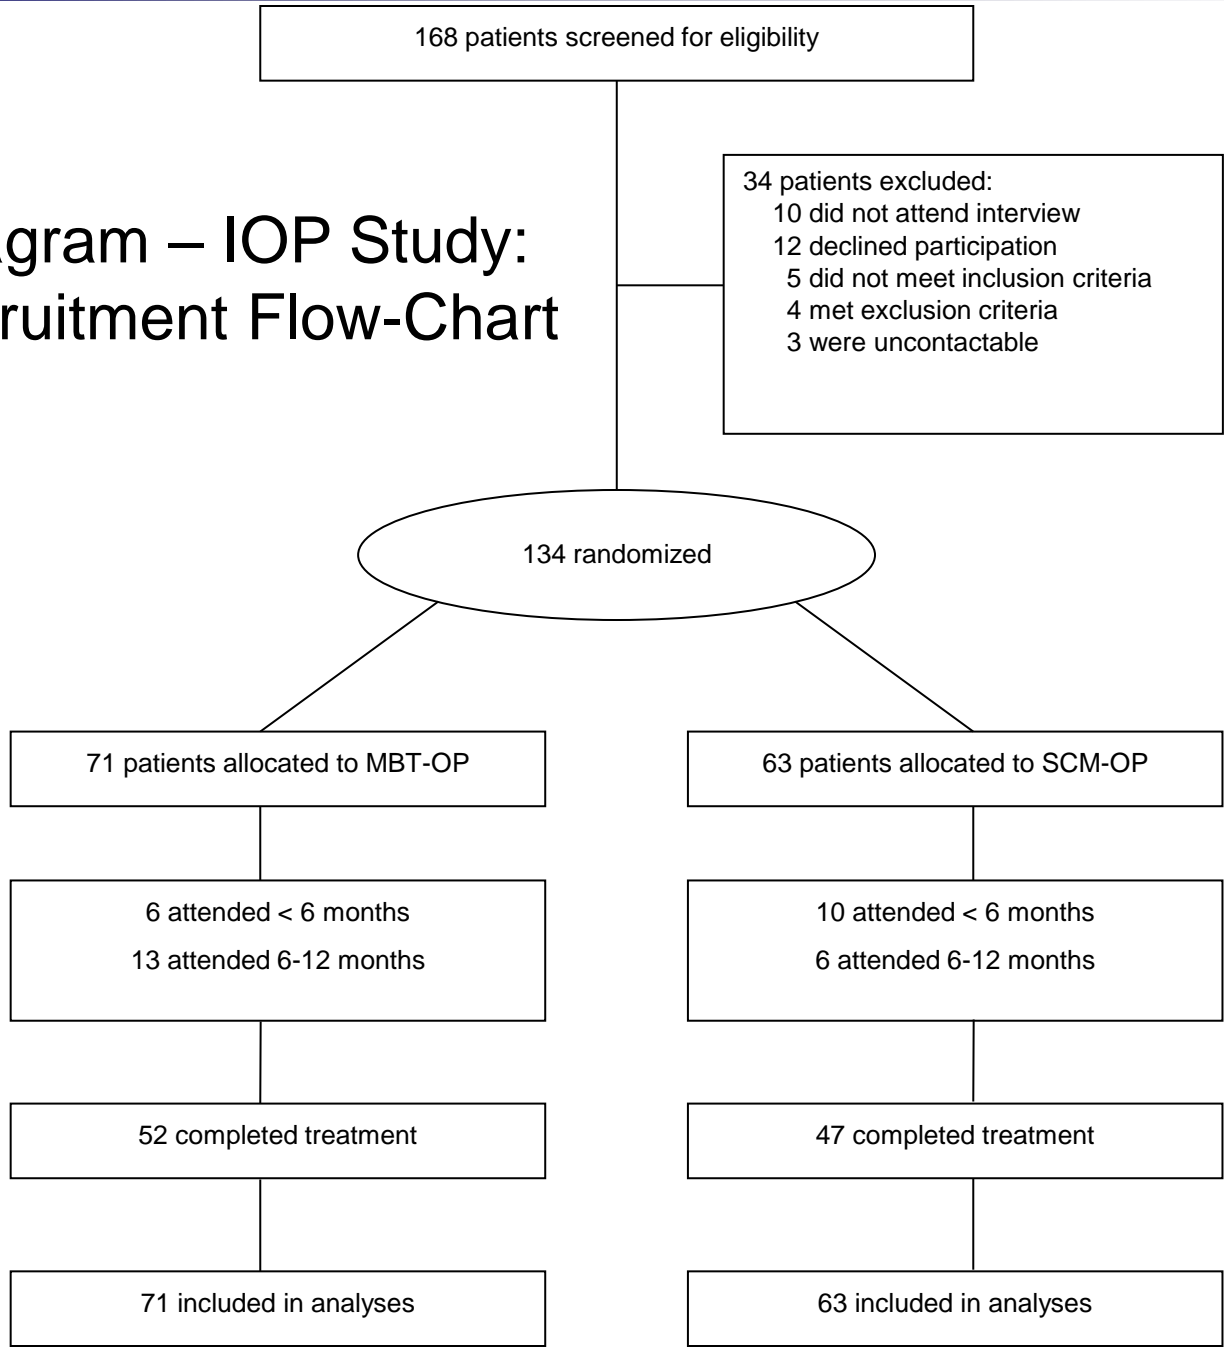 168 patients screened for eligibility
34 patients excluded:
10 did not attend interview
12 declined participation
5 did not meet inclusion criteria
4 met exclusion criteria
3 were uncontactable
gram – IOP Study:
ruitment Flow-Chart
134 randomized
71 patients allocated to MBT-OP
63 patients allocated to SCM-OP
6 attended < 6 months
13 attended 6-12 months
10 attended < 6 months
6 attended 6-12 months
52 completed treatment
47 completed treatment
71 included in analyses
63 included in analyses